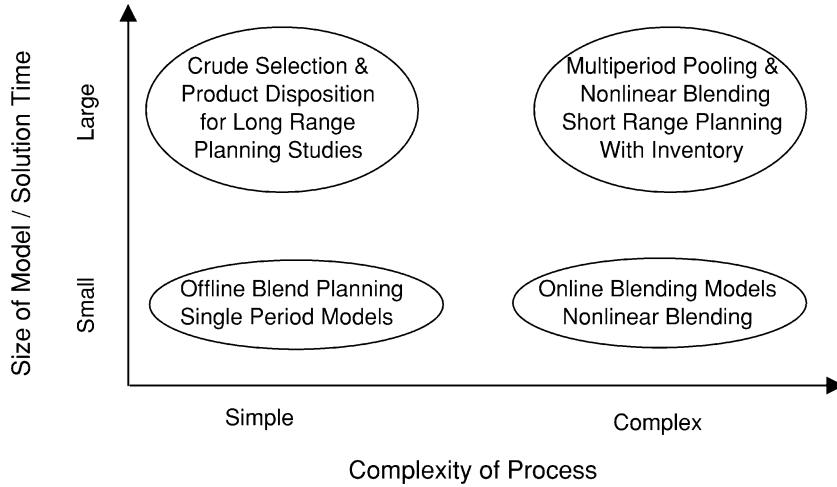 Size of Model / Solution Time
Large
Small
Crude Selection &
Product Disposition
for Long Range
Planning Studies
Multiperiod Pooling &
Nonlinear Blending
Short Range Planning
With Inventory
Offline Blend Planning
Single Period Models
Online Blending Models
Nonlinear Blending
Simple
Complex
Complexity of Process